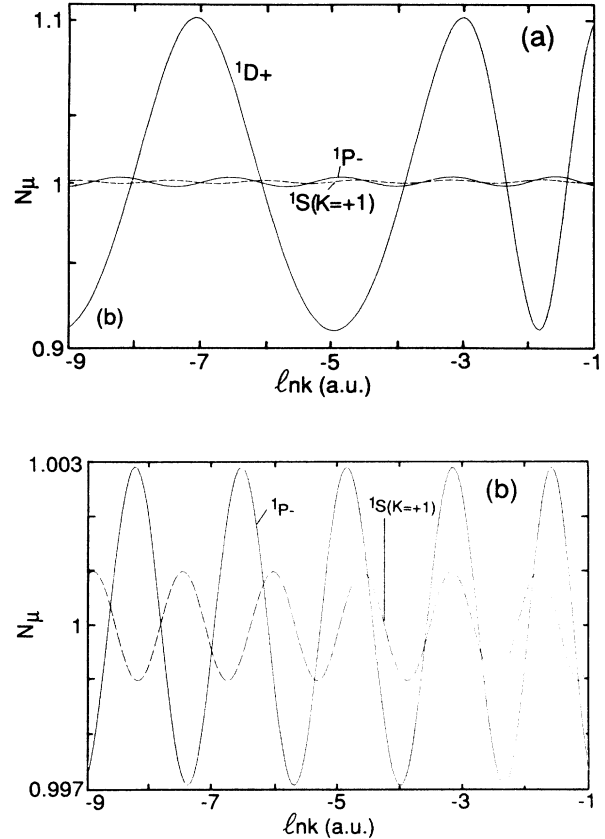 1.1
(a)
¹D+
¹P-
Nμ
1
¹S(K=+1)
(b)
0.9
-9
-7
-5
-3
-1
ℓnk (a.u.)
1.003
(b)
¹P-
¹S(K=+1)
Nμ
1
0.997
-9
-7
-5
-3
-1
ℓnk (a.u.)